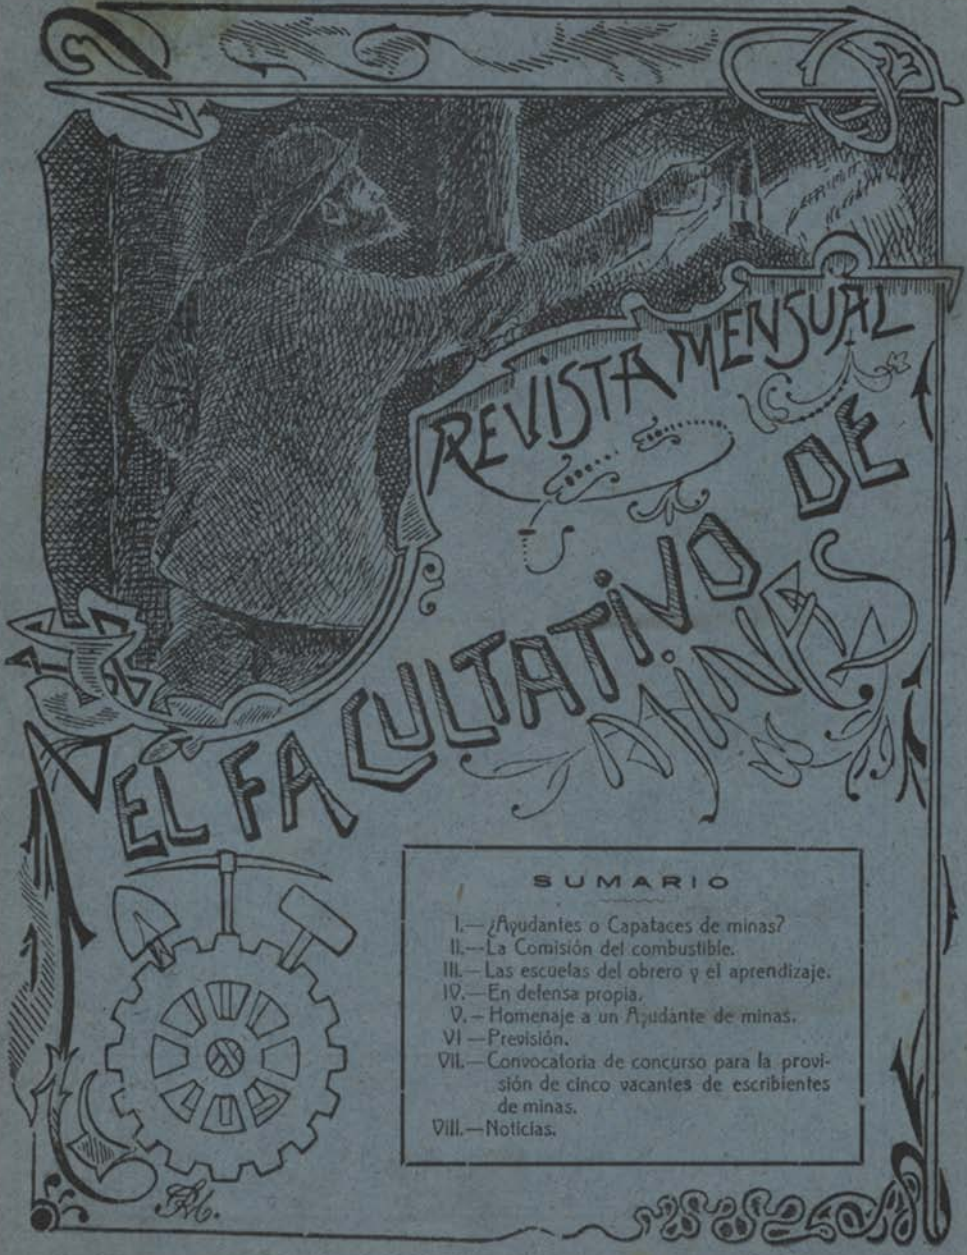 REVISTA MENSUAL
EL FACULTATIVO DE
MINAS
SUMARIO
I.—¿Ayudantes o Capataces de minas?
II.—La Comisión del combustible.
III.—Las escuelas del obrero y el aprendizaje.
IV.—En defensa propia.
V.—Homenaje a un Ayudante de minas.
VI—Previsión.
VII.—Convocatoria de concurso para la provi-
sión de cinco vacantes de escribientes
de minas.
VIII.—Noticias.